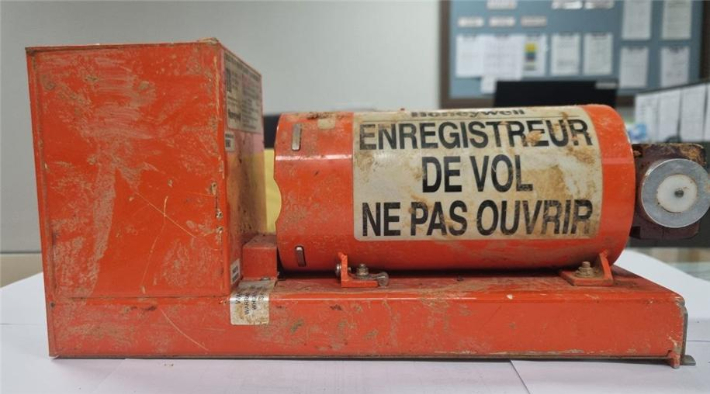 Honeywell
ENREGISTREUR
DE VOL
NE PAS OUVRIR